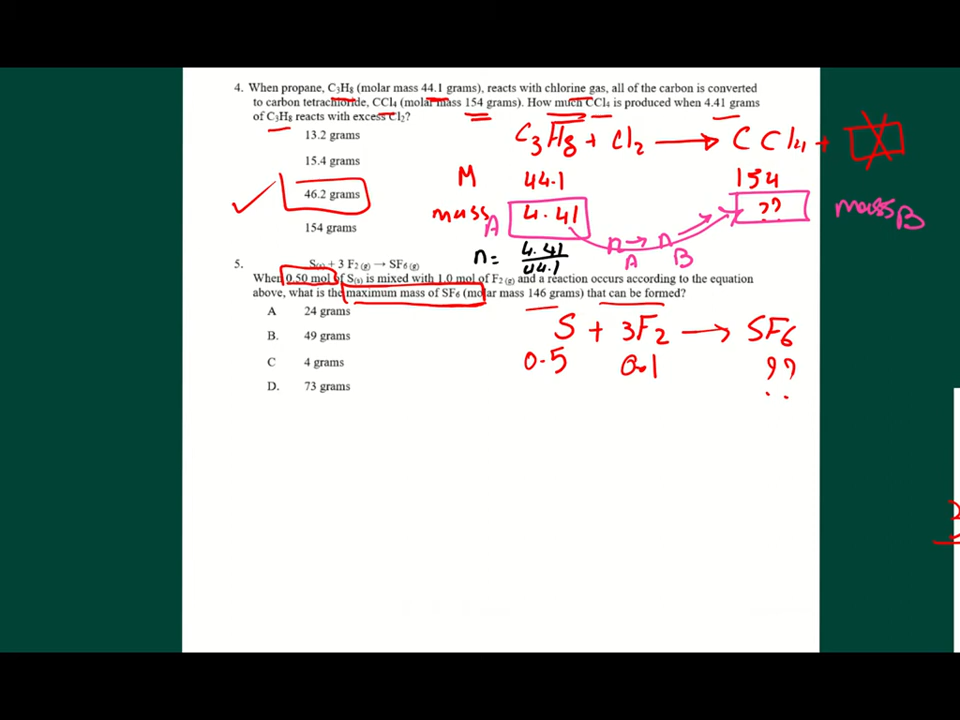 4. When propane, C₃H₈ (molar mass 44.1 grams), reacts with chlorine gas, all of the carbon is converted
to carbon tetrachloride, CCl₄ (molar mass 154 grams). How much CCl₄ is produced when 4.41 grams
of C₃H₈ reacts with excess Cl₂?
13.2 grams
15.4 grams
46.2 grams
154 grams
C₃H₈ + Cl₂ → CCl₄ +
M 44.1 154
mass A 4.41 ?? mass B
n → n
A B
n = 4.41
44.1
5. S(s) + 3 F₂(g) → SF₆(g)
When 0.50 mol of S(s) is mixed with 1.0 mol of F₂(g) and a reaction occurs according to the equation
above, what is the maximum mass of SF₆ (molar mass 146 grams) that can be formed?
A 24 grams
B. 49 grams
C 4 grams
D. 73 grams
S + 3F₂ → SF₆
0.5 0.1 ??